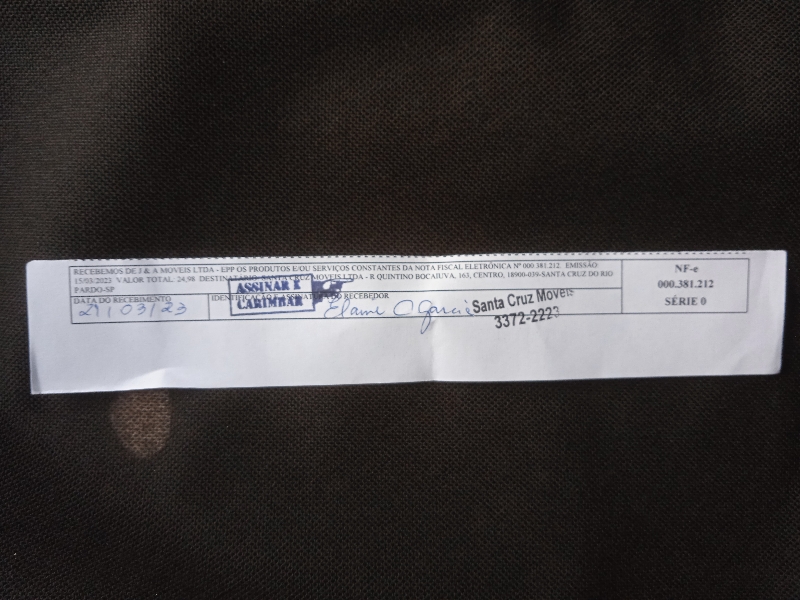 RECEBEMOS DE J & A MOVEIS LTDA - EPP OS PRODUTOS E/OU SERVIÇOS CONSTANTES DA NOTA FISCAL ELETRÔNICA Nº 000.381.212. EMISSÃO:
15/03/2023 VALOR TOTAL: 24,98 DESTINATÁRIO: SANTA CRUZ MOVEIS LTDA - R QUINTINO BOCAIUVA, 163, CENTRO, 18900-039-SANTA CRUZ DO RIO
PARDO-SP
NF-e
000.381.212
SÉRIE 0
DATA DO RECEBIMENTO
IDENTIFICAÇÃO E ASSINATURA DO RECEBEDOR
ASSINAR E
CARIMBAR
03/23
Elaine O Garcia
Santa Cruz Moveis
3372-2223